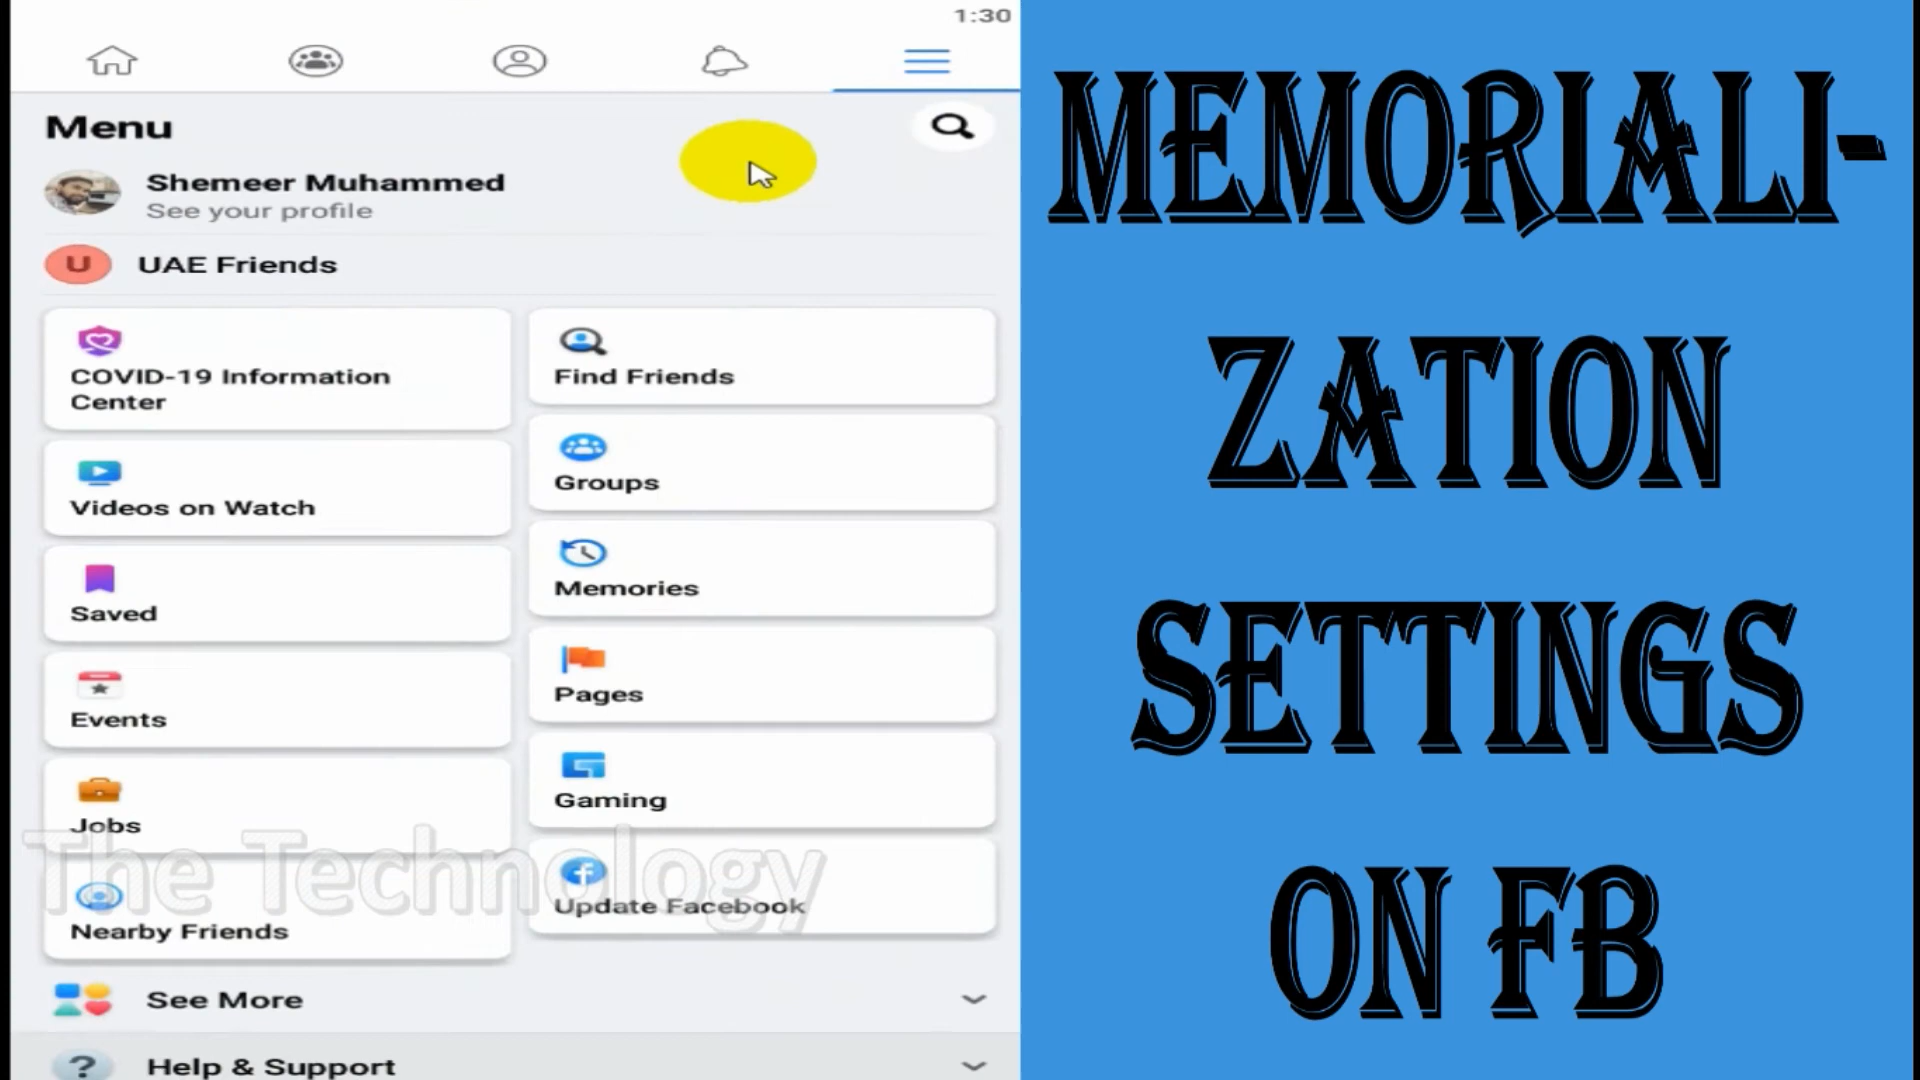 1:30
Menu
Shemeer Muhammed
See your profile
U
UAE Friends
COVID-19 Information
Center
Find Friends
Videos on Watch
Groups
Saved
Memories
Events
Pages
Jobs
Gaming
Nearby Friends
Update Facebook
The Technology
See More
? Help & Support
MEMORIALI-
ZATION
SETTINGS
ON FB